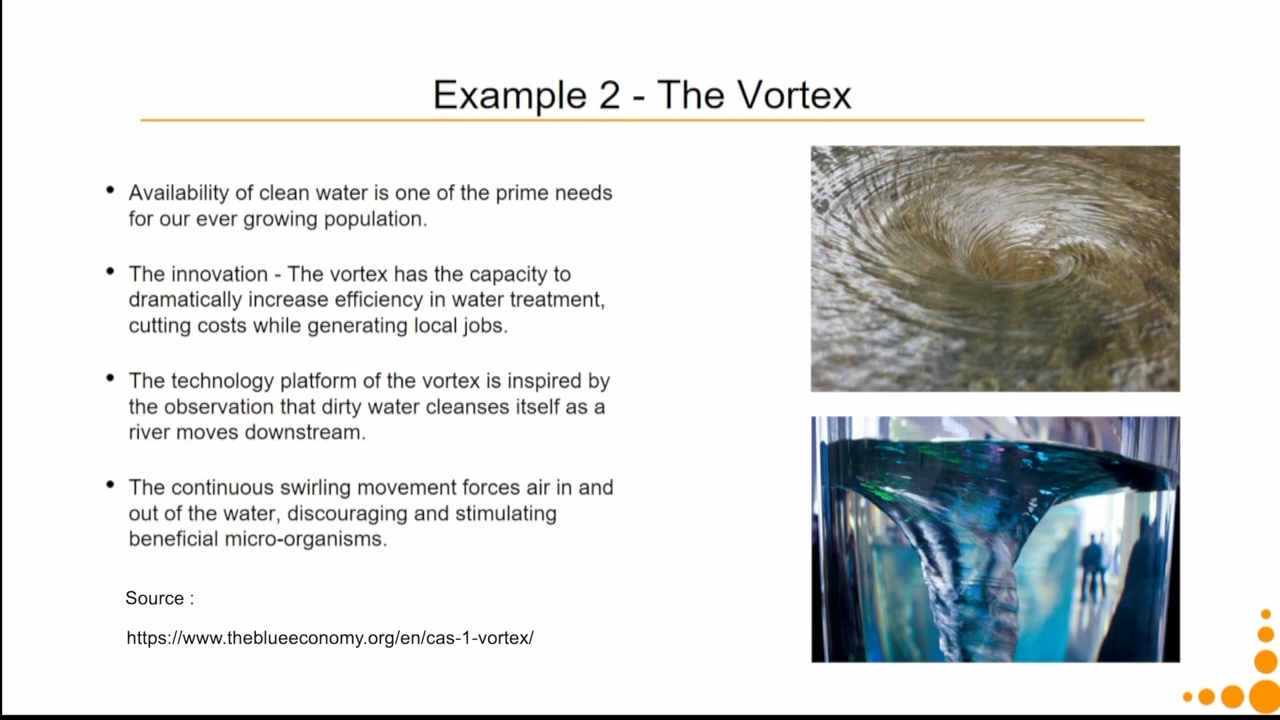 Example 2 - The Vortex
• Availability of clean water is one of the prime needs
for our ever growing population.
• The innovation - The vortex has the capacity to
dramatically increase efficiency in water treatment,
cutting costs while generating local jobs.
• The technology platform of the vortex is inspired by
the observation that dirty water cleanses itself as a
river moves downstream.
• The continuous swirling movement forces air in and
out of the water, discouraging and stimulating
beneficial micro-organisms.
Source :
https://www.theblueeconomy.org/en/cas-1-vortex/